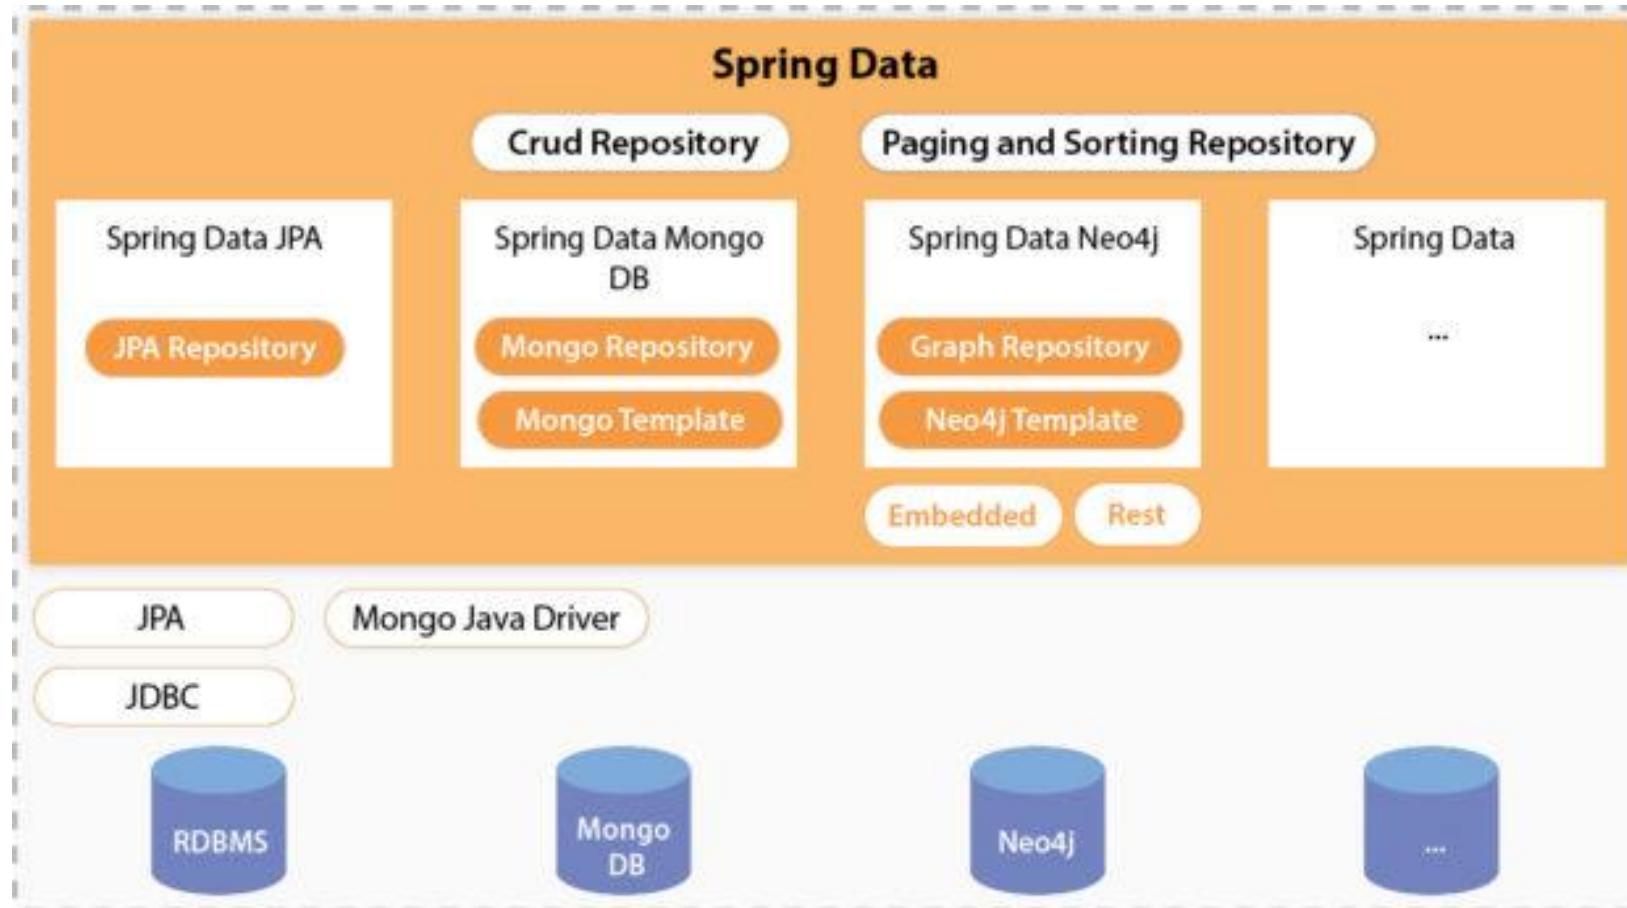 Spring Data
Crud Repository
Paging and Sorting Repository
Spring Data JPA
JPA Repository
Spring Data Mongo
DB
Mongo Repository
Mongo Template
Spring Data Neo4j
Graph Repository
Neo4j Template
Embedded
Rest
Spring Data
...
JPA
Mongo Java Driver
JDBC
RDBMS
Mongo
DB
Neo4j
...